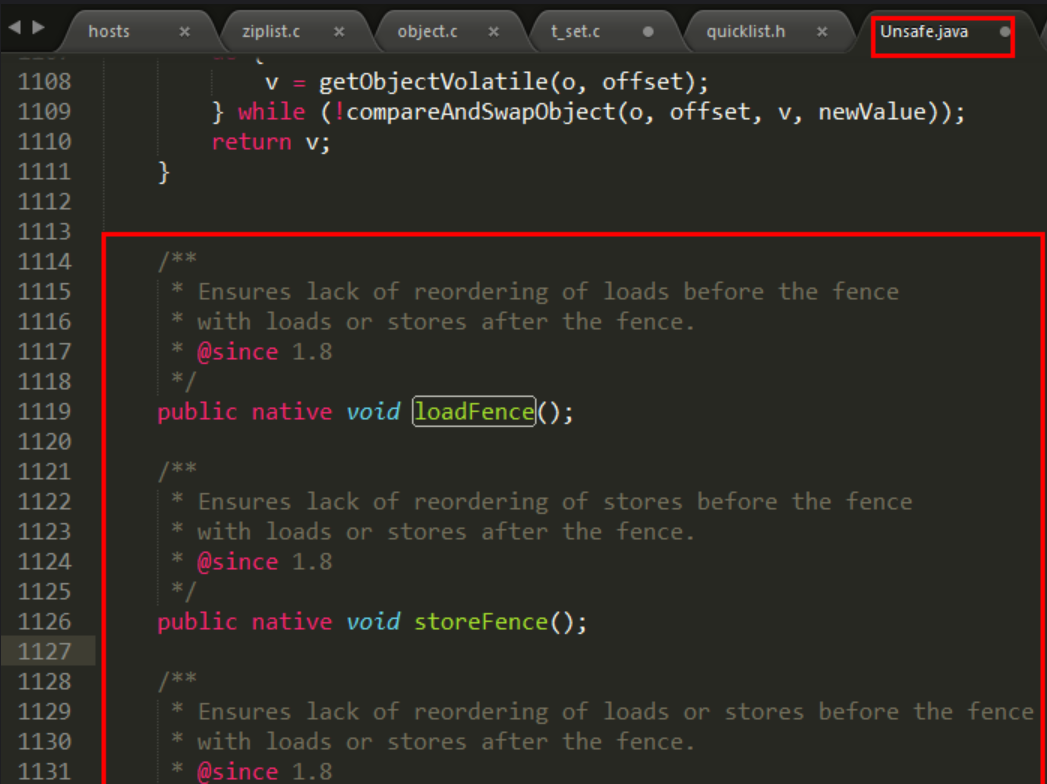 hosts × ziplist.c × object.c × t_set.c quicklist.h × Unsafe.java
1108 v = getObjectVolatile(o, offset);
1109 } while (!compareAndSwapObject(o, offset, v, newValue));
1110 return v;
1111 }
1112
1113
1114 /**
1115 * Ensures lack of reordering of loads before the fence
1116 * with loads or stores after the fence.
1117 * @since 1.8
1118 */
1119 public native void loadFence();
1120
1121 /**
1122 * Ensures lack of reordering of stores before the fence
1123 * with loads or stores after the fence.
1124 * @since 1.8
1125 */
1126 public native void storeFence();
1127
1128 /**
1129 * Ensures lack of reordering of loads or stores before the fence
1130 * with loads or stores after the fence.
1131 * @since 1.8